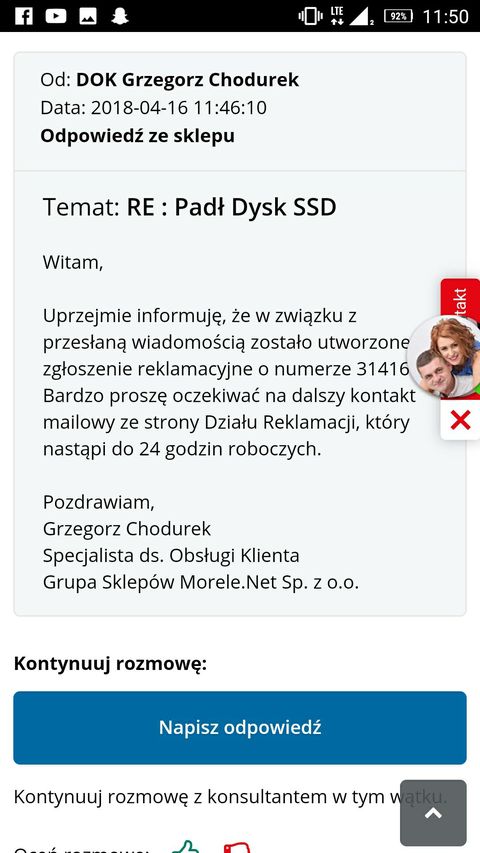 LTE
2
92%
11:50
Od: DOK Grzegorz Chodurek
Data: 2018-04-16 11:46:10
Odpowiedź ze sklepu
Temat: RE : Padł Dysk SSD
Witam,
Uprzejmie informuję, że w związku z
przesłaną wiadomością zostało utworzone
zgłoszenie reklamacyjne o numerze 31416
Bardzo proszę oczekiwać na dalszy kontakt
mailowy ze strony Działu Reklamacji, który
nastąpi do 24 godzin roboczych.
Pozdrawiam,
Grzegorz Chodurek
Specjalista ds. Obsługi Klienta
Grupa Sklepów Morele.Net Sp. z o.o.
Kontynuuj rozmowę:
Napisz odpowiedź
Kontynuuj rozmowę z konsultantem w tym wątku.
Oceń rozmowę: